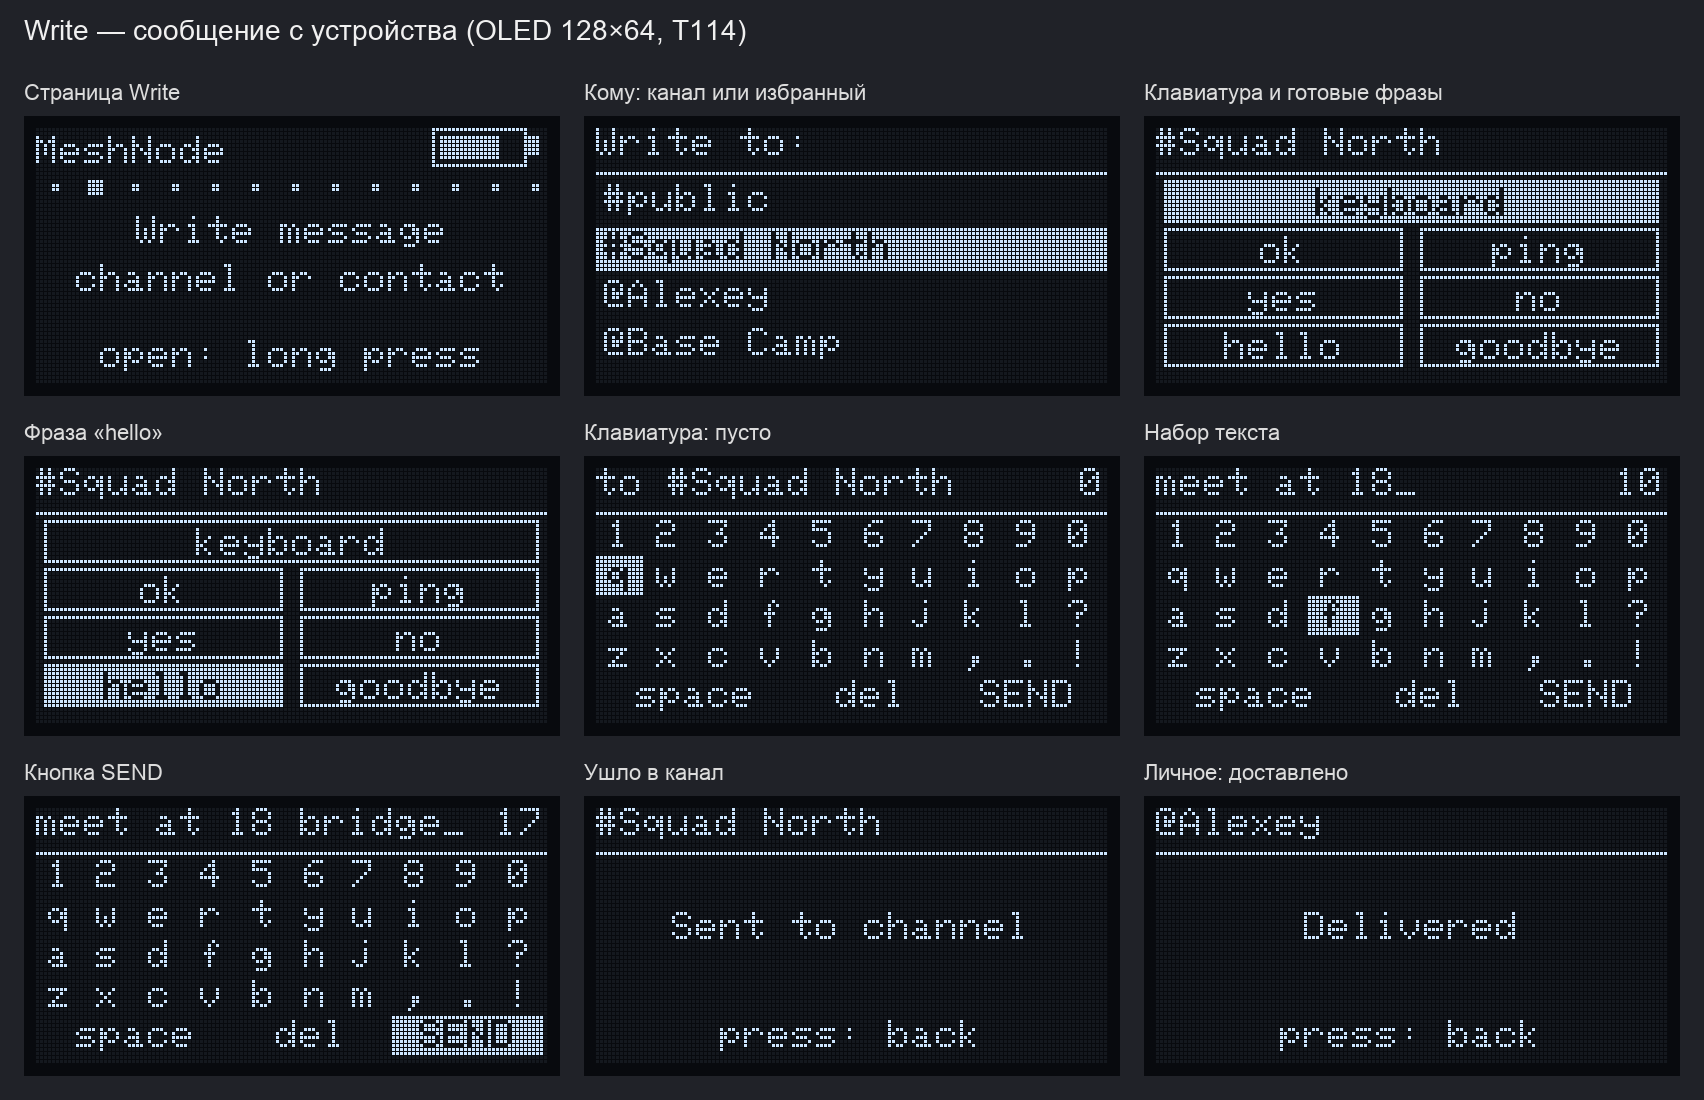 Write — сообщение с устройства (OLED 128×64, T114)
Страница Write
MeshNode
Write message
channel or contact
open: long press
Кому: канал или избранный
Write to:
#public
#Squad North
@Alexey
@Base Camp
Клавиатура и готовые фразы
#Squad North
keyboard
ok ping
yes no
hello goodbye
Фраза «hello»
#Squad North
keyboard
ok ping
yes no
hello goodbye
Клавиатура: пусто
to #Squad North 0
1 2 3 4 5 6 7 8 9 0
q w e r t y u i o p
a s d f g h j k l ?
z x c v b n m , . !
space del SEND
Набор текста
meet at 18_ 10
1 2 3 4 5 6 7 8 9 0
q w e r t y u i o p
a s d f g h j k l ?
z x c v b n m , . !
space del SEND
Кнопка SEND
meet at 18 bridge_ 17
1 2 3 4 5 6 7 8 9 0
q w e r t y u i o p
a s d f g h j k l ?
z x c v b n m , . !
space del SEND
Ушло в канал
#Squad North
Sent to channel
press: back
Личное: доставлено
@Alexey
Delivered
press: back